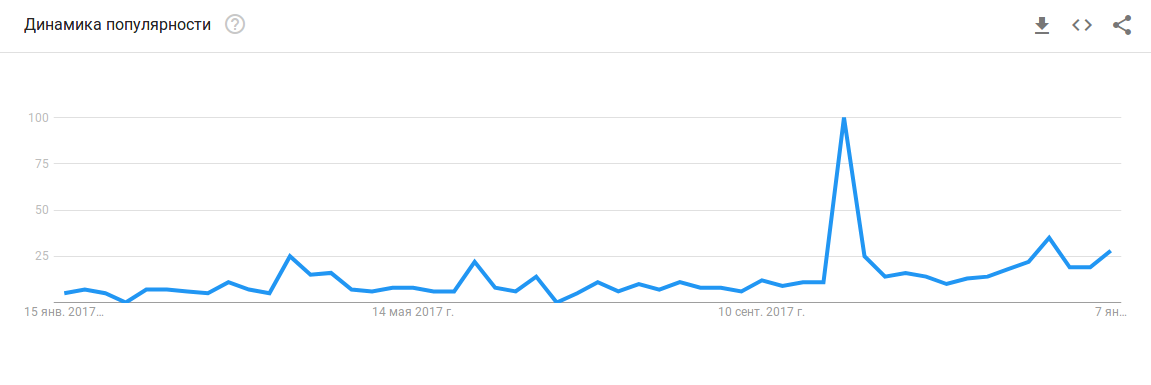 Динамика популярности ?
100
75
50
25
15 янв. 2017…
14 мая 2017 г.
10 сент. 2017 г.
7 ян…